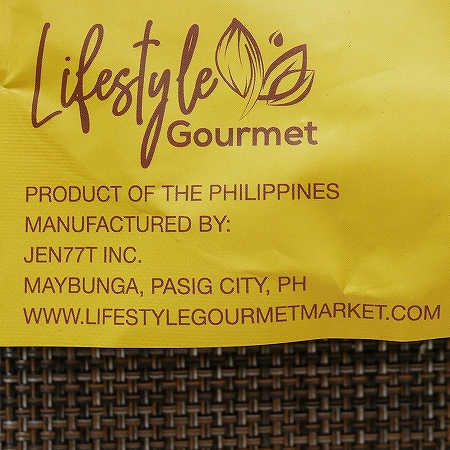 Lifestyle
Gourmet
PRODUCT OF THE PHILIPPINES
MANUFACTURED BY:
JEN77T INC.
MAYBUNGA, PASIG CITY, PH
WWW.LIFESTYLEGOURMETMARKET.COM